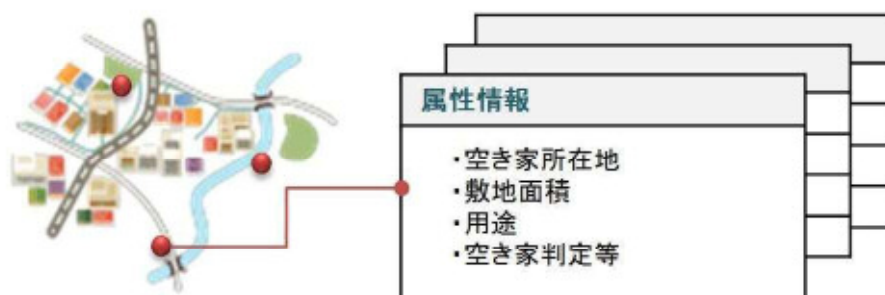 属性情報
・空き家所在地
・敷地面積
・用途
・空き家判定等